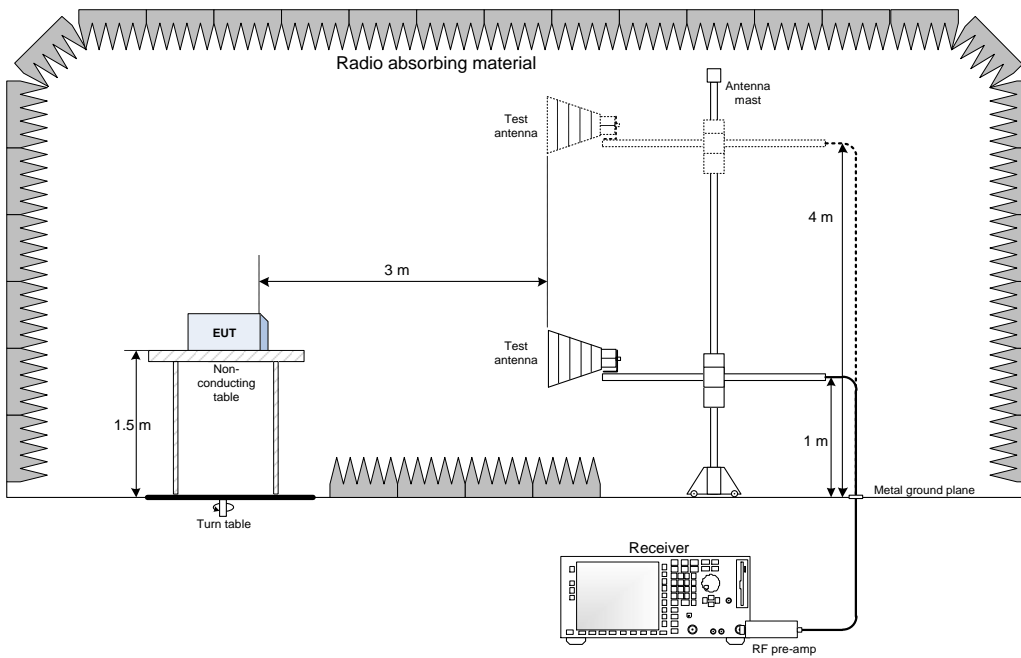 Radio absorbing material
Antenna
mast
Test
antenna
4 m
3 m
EUT
Test
antenna
Non-
conducting
table
1.5 m
1 m
Metal ground plane
Turn table
Receiver
RF pre-amp